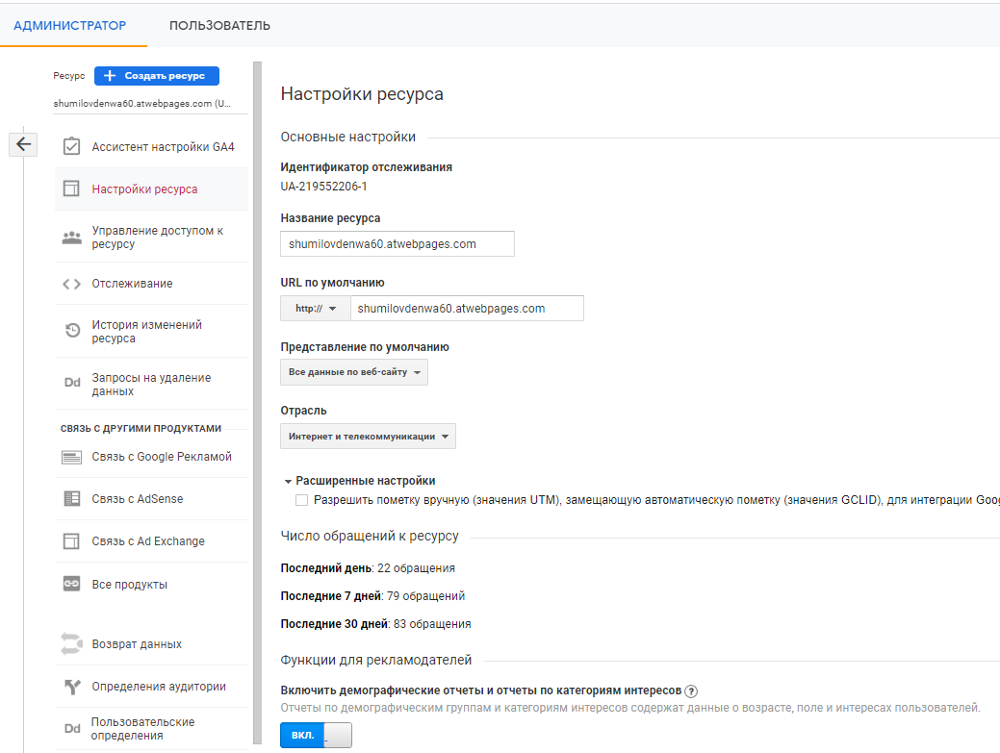 АДМИНИСТРАТОР ПОЛЬЗОВАТЕЛЬ
Ресурс
Создать ресурс
shumilovdenwa60.atwebpages.com (U...
Ассистент настройки GA4
Настройки ресурса
Управление доступом к
ресурсу
Отслеживание
История изменений
ресурса
Dd Запросы на удаление
данных
СВЯЗЬ С ДРУГИМИ ПРОДУКТАМИ
Связь с Google Рекламой
Связь с AdSense
Связь с Ad Exchange
Все продукты
Возврат данных
Определения аудитории
Dd Пользовательские
определения
Настройки ресурса
Основные настройки
Идентификатор отслеживания
UA-219552206-1
Название ресурса
shumilovdenwa60.atwebpages.com
URL по умолчанию
http:// shumilovdenwa60.atwebpages.com
Представление по умолчанию
Все данные по веб-сайту
Отрасль
Интернет и телекоммуникации
Расширенные настройки
Разрешить пометку вручную (значения UTM), замещающую автоматическую пометку (значения GCLID), для интеграции Goo
Число обращений к ресурсу
Последний день: 22 обращения
Последние 7 дней: 79 обращений
Последние 30 дней: 83 обращения
Функции для рекламодателей
Включить демографические отчеты и отчеты по категориям интересов ?
Отчеты по демографическим группам и категориям интересов содержат данные о возрасте, поле и интересах пользователей.
ВКЛ.